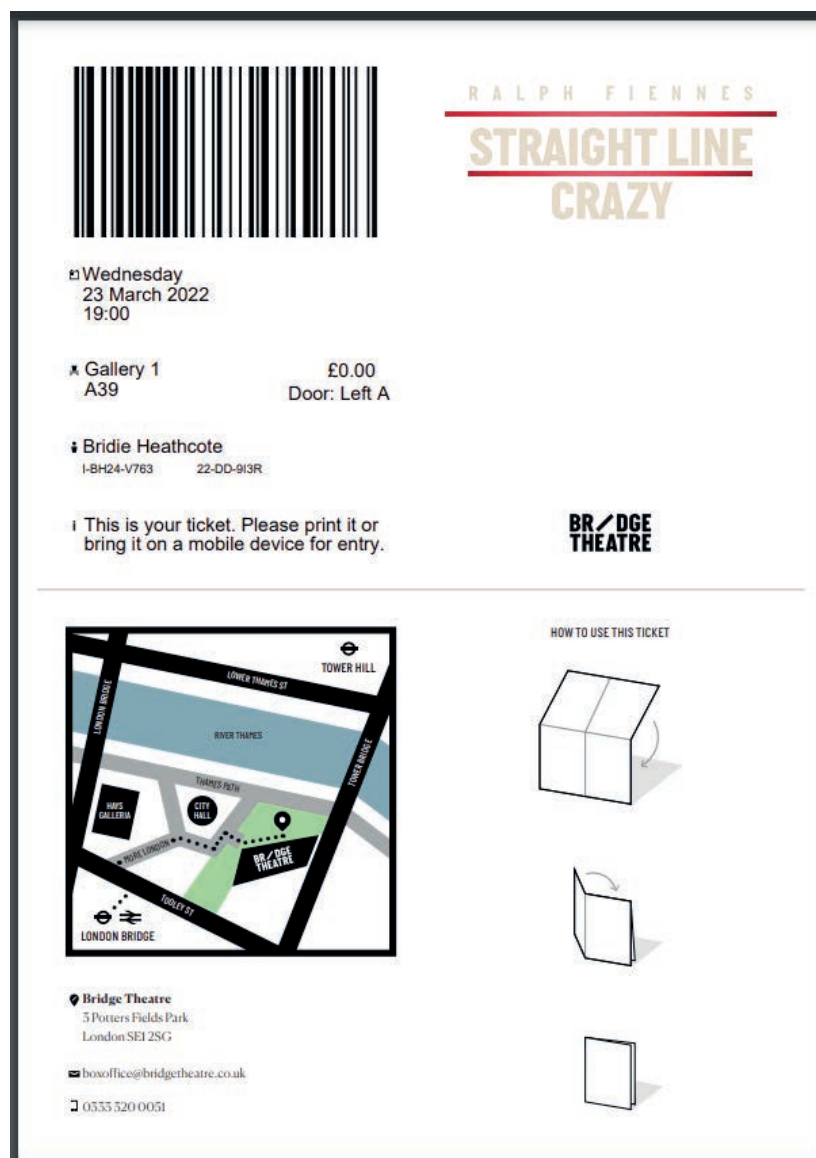 RALPH FIENNES
STRAIGHT LINE
CRAZY
Wednesday
23 March 2022
19:00
Gallery 1
£0.00
A39
Door: Left A
Bridie Heathcote
I-BH24-V763
22-DD-9I3R
i This is your ticket. Please print it or
bring it on a mobile device for entry.
BR/DGE
THEATRE
TOWER HILL
LOWER THAMES ST
LONDON BRIDGE
RIVER THAMES
TOWER BRIDGE
THAMES PATH
HAYS
GALLERIA
CITY
HALL
MORE LONDON
BR/DGE
THEATRE
TOOLEY ST
LONDON BRIDGE
HOW TO USE THIS TICKET
Bridge Theatre
3 Potters Fields Park
London SE1 2SG
boxoffice@bridgetheatre.co.uk
0333 320 0051